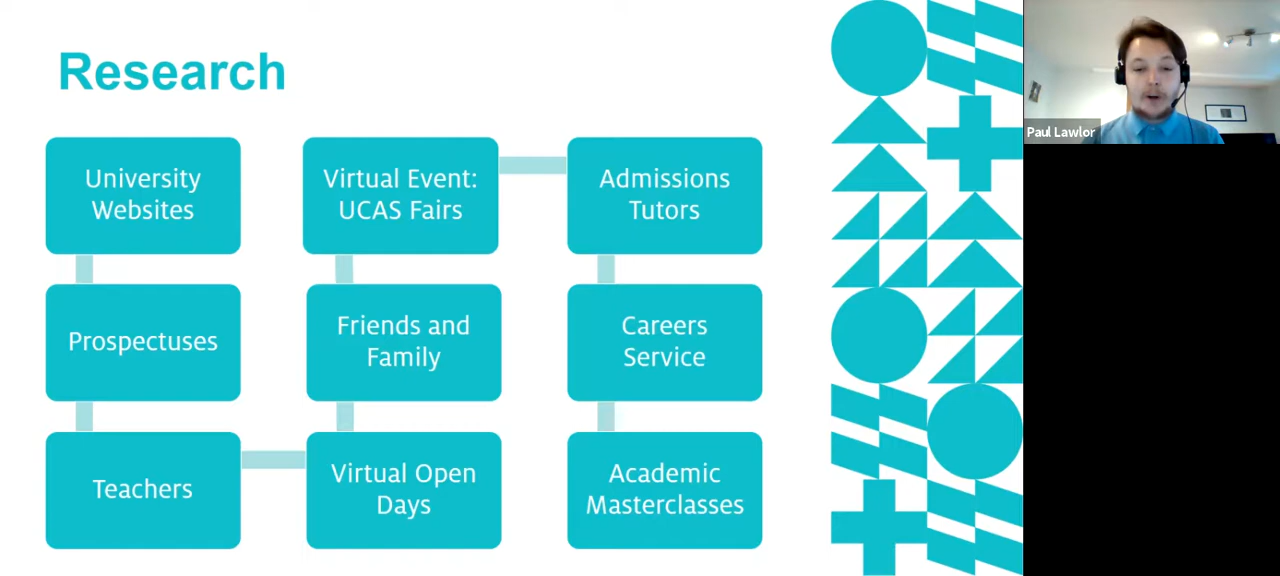 Research
University
Websites
Prospectuses
Teachers
Virtual Open
Days
Friends and
Family
Virtual Event:
UCAS Fairs
Admissions
Tutors
Careers
Service
Academic
Masterclasses
Paul Lawlor